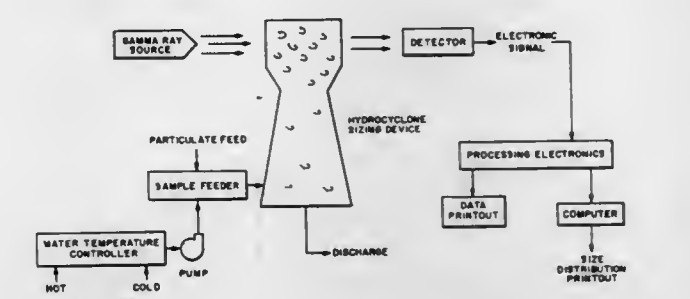 GAMMA RAY
SOURCE
DETECTOR
ELECTRONIC
SIGNAL
HYDROCYCLONE
SIZING DEVICE
PARTICULATE FEED
PROCESSING ELECTRONICS
SAMPLE FEEDER
DATA
PRINTOUT
COMPUTER
WATER TEMPERATURE
CONTROLLER
PUMP
DISCHARGE
SIZE
DISTRIBUTION
PRINTOUT
HOT
COLD